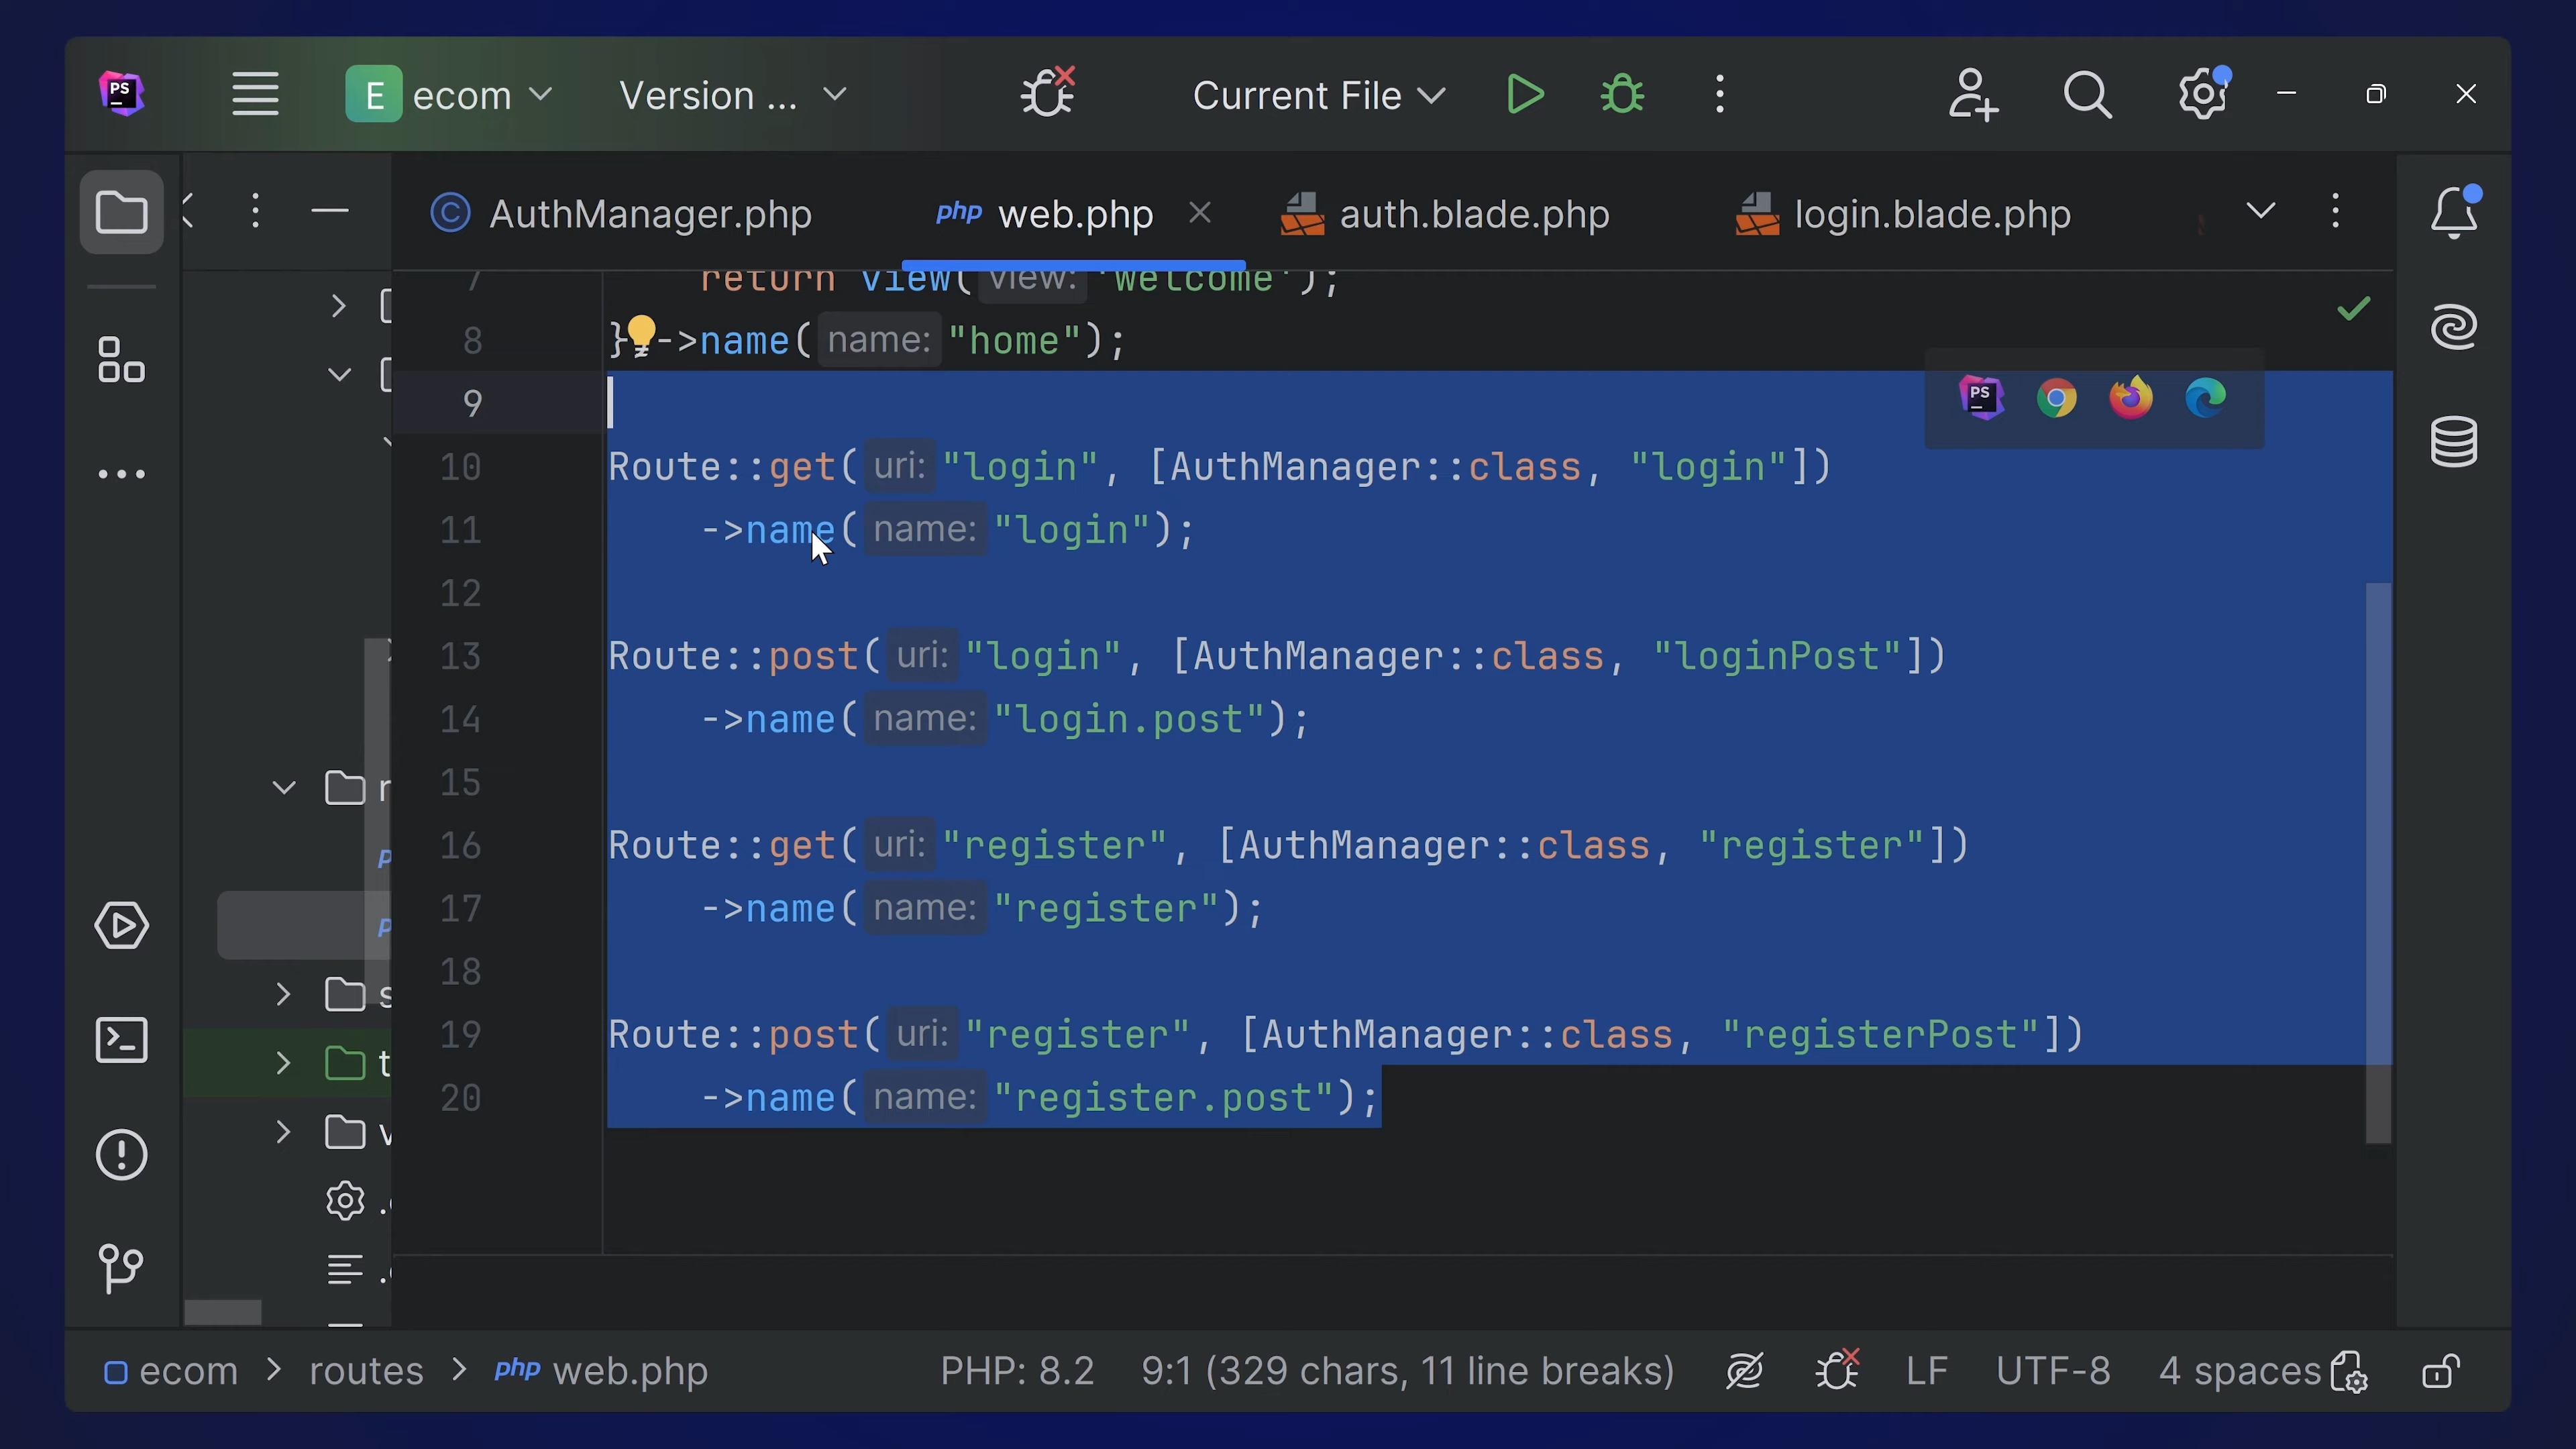 PS E ecom Version ... Current File
AuthManager.php php web.php auth.blade.php login.blade.php
7 return view( view: 'welcome');
8 })->name( name: "home");
9
10 Route::get( uri: "login", [AuthManager::class, "login"])
11 ->name( name: "login");
12
13 Route::post( uri: "login", [AuthManager::class, "loginPost"])
14 ->name( name: "login.post");
15
16 Route::get( uri: "register", [AuthManager::class, "register"])
17 ->name( name: "register");
18
19 Route::post( uri: "register", [AuthManager::class, "registerPost"])
20 ->name( name: "register.post");
ecom > routes > php web.php PHP: 8.2 9:1 (329 chars, 11 line breaks) LF UTF-8 4 spaces